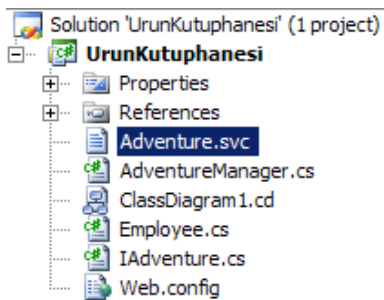 Solution 'UrunKutuphanesi' (1 project)
UrunKutuphanesi
Properties
References
Adventure.svc
AdventureManager.cs
ClassDiagram1.cd
Employee.cs
IAdventure.cs
Web.config